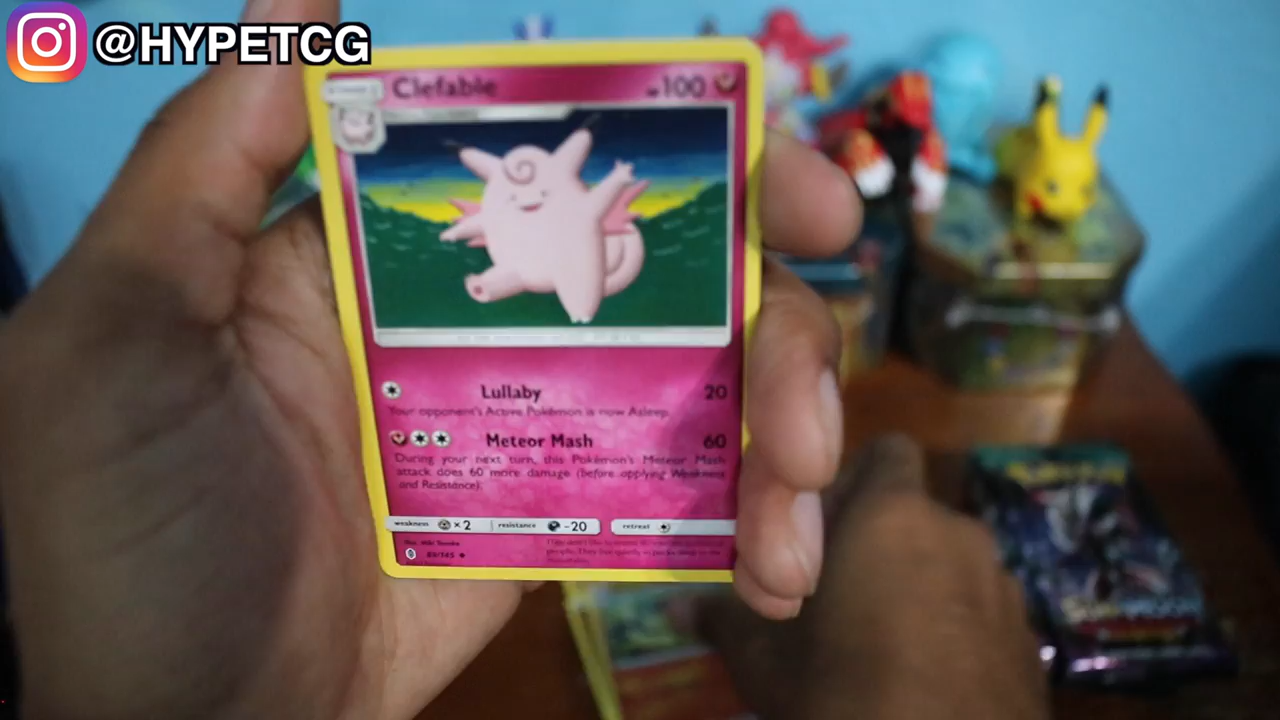 @HYPETCG
Clefable
HP100
Lullaby 20
Your opponent's Active Pokémon is now Asleep.
Meteor Mash 60
During your next turn, this Pokémon's Meteor Mash
attack does 60 more damage (before applying Weakness
and Resistance).
weakness ×2 resistance -20 retreat